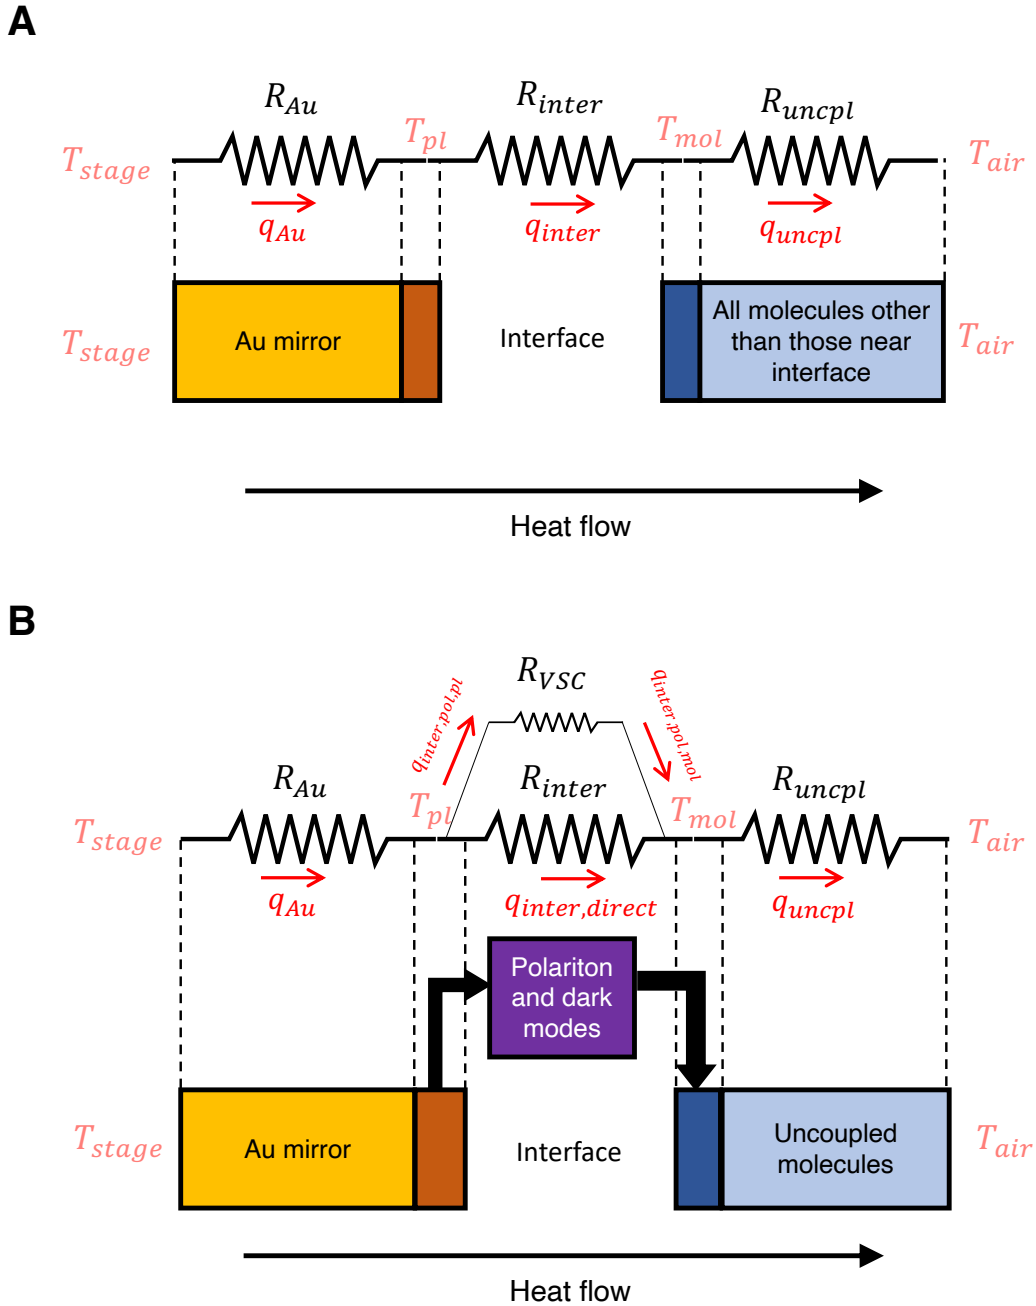 A
R_Au
R_inter
R_uncpl
T_stage
T_pl
T_mol
T_air
q_Au
q_inter
q_uncpl
T_stage
Au mirror
Interface
All molecules other
than those near
interface
T_air
Heat flow
B
R_VSC
q_inter,pol,pl
q_inter,pol,mol
R_Au
R_inter
R_uncpl
T_stage
T_pl
T_mol
T_air
q_Au
q_inter,direct
q_uncpl
Polariton
and dark
modes
T_stage
Au mirror
Interface
Uncoupled
molecules
T_air
Heat flow